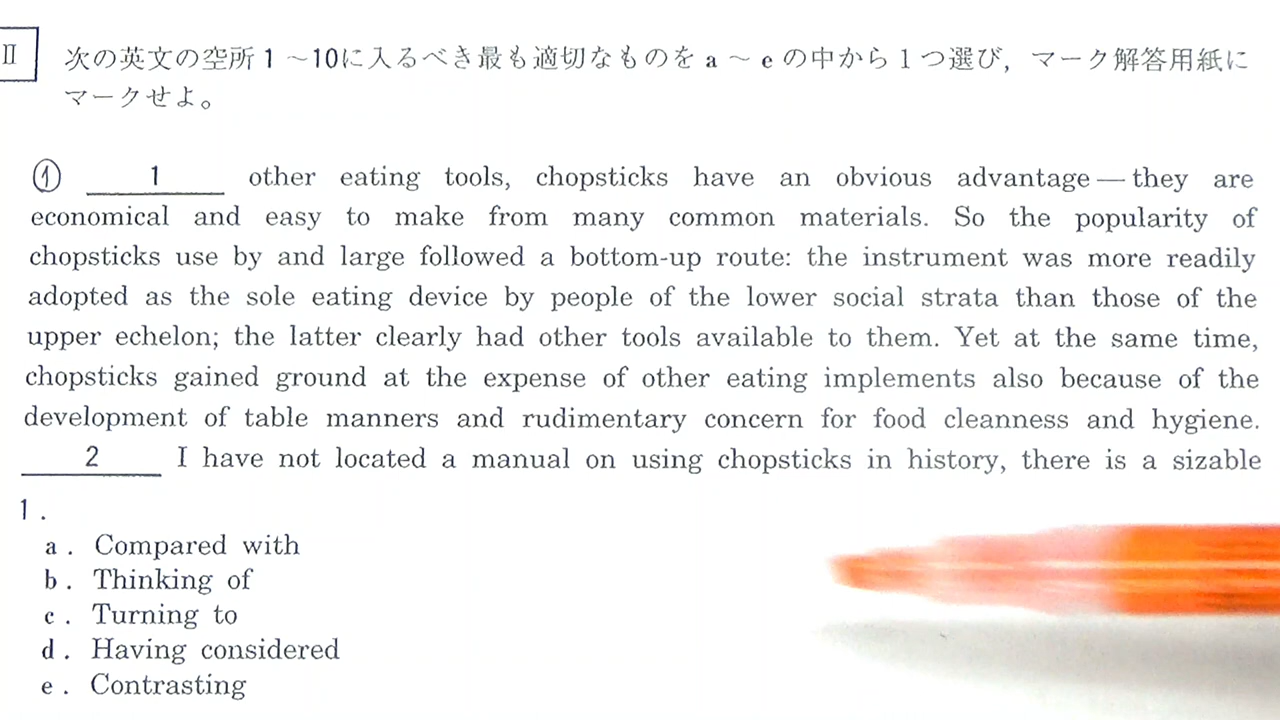 II 次の英文の空所1〜10に入るべき最も適切なものをa〜eの中から1つ選び，マーク解答用紙に
マークせよ。
① 1 other eating tools, chopsticks have an obvious advantage — they are
economical and easy to make from many common materials. So the popularity of
chopsticks use by and large followed a bottom-up route: the instrument was more readily
adopted as the sole eating device by people of the lower social strata than those of the
upper echelon; the latter clearly had other tools available to them. Yet at the same time,
chopsticks gained ground at the expense of other eating implements also because of the
development of table manners and rudimentary concern for food cleanness and hygiene.
2 I have not located a manual on using chopsticks in history, there is a sizable
1.
a. Compared with
b. Thinking of
c. Turning to
d. Having considered
e. Contrasting